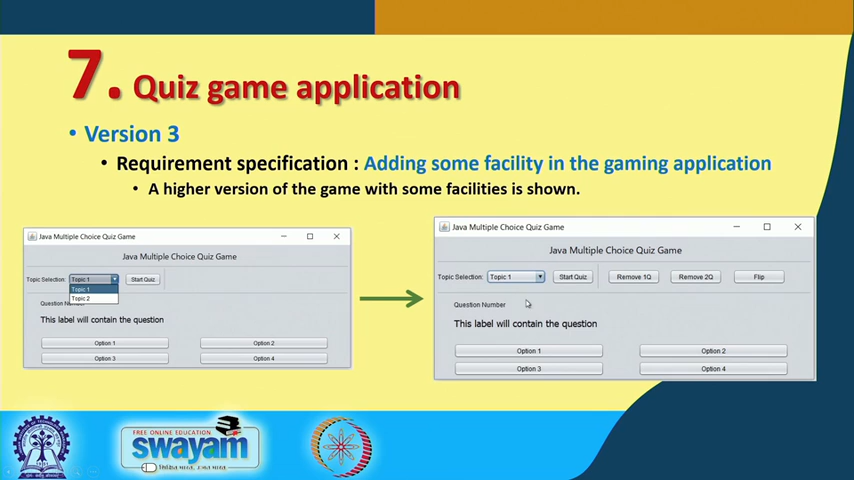 7. Quiz game application
• Version 3
• Requirement specification : Adding some facility in the gaming application
• A higher version of the game with some facilities is shown.
Java Multiple Choice Quiz Game
Java Multiple Choice Quiz Game
Topic Selection: Topic 1 Start Quiz
Topic 1
Topic 2
Question Nu
This label will contain the question
Option 1 Option 2
Option 3 Option 4
Java Multiple Choice Quiz Game
Java Multiple Choice Quiz Game
Topic Selection: Topic 1 Start Quiz Remove 1Q Remove 2Q Flip
Question Number
This label will contain the question
Option 1 Option 2
Option 3 Option 4
FREE ONLINE EDUCATION
swayam